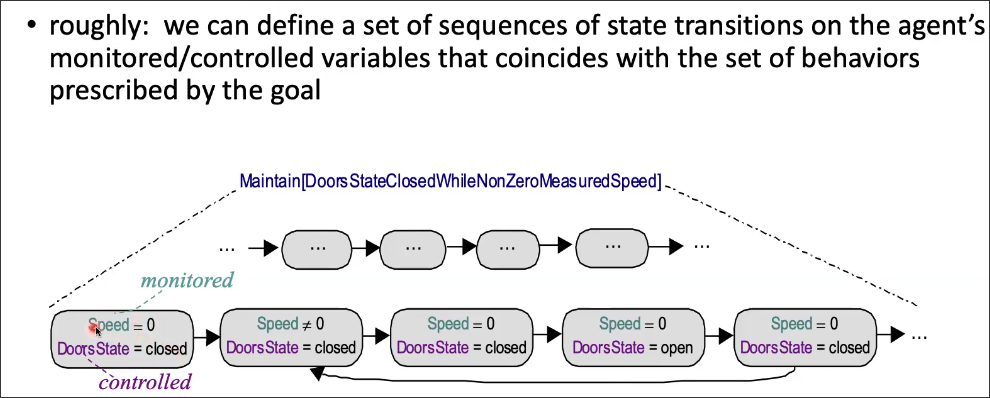 • roughly:  we can define a set of sequences of state transitions on the agent's
monitored/controlled variables that coincides with the set of behaviors
prescribed by the goal
Maintain[DoorsStateClosedWhileNonZeroMeasuredSpeed]
... ... ... ... ... ...
monitored
Speed = 0 Speed ≠ 0 Speed = 0 Speed = 0 Speed = 0
DoorsState = closed DoorsState = closed DoorsState = closed DoorsState = open DoorsState = closed ...
controlled